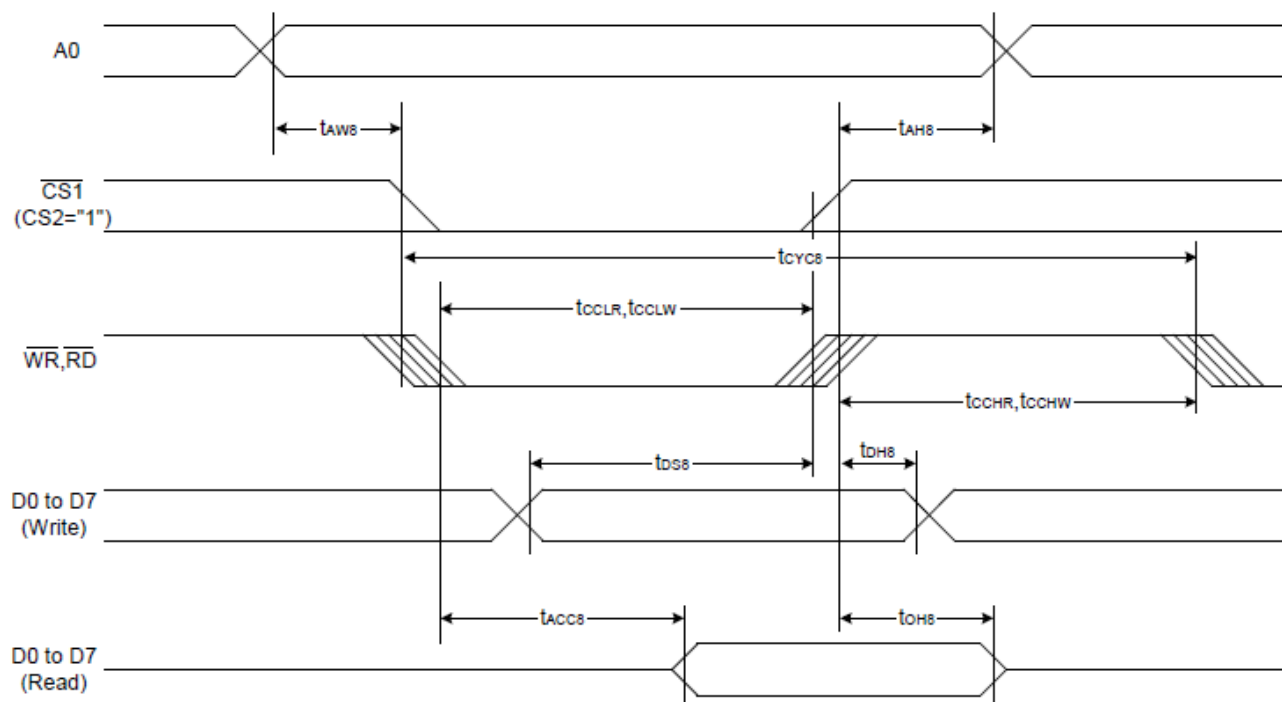 A0
tAW8
tAH8
CS1
(CS2="1")
tCYC8
tCCLR,tCCLW
WR,RD
tCCHR,tCCHW
tDS8
tDH8
D0 to D7
(Write)
tACC8
tOH8
D0 to D7
(Read)